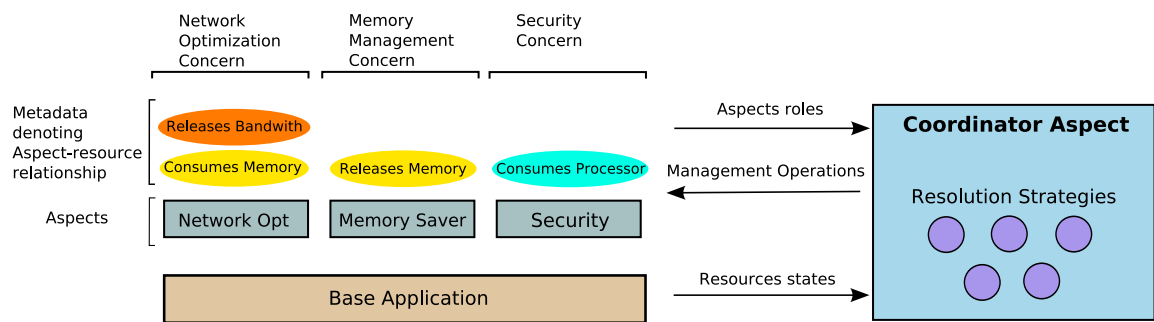 Network
Optimization
Concern
Memory
Management
Concern
Security
Concern
Metadada
denoting
Aspect-resource
relationship
Releases Bandwith
Consumes Memory
Releases Memory
Consumes Processor
Aspects
Network Opt
Memory Saver
Security
Base Application
Aspects roles
Management Operations
Resources states
Coordinator Aspect
Resolution Strategies